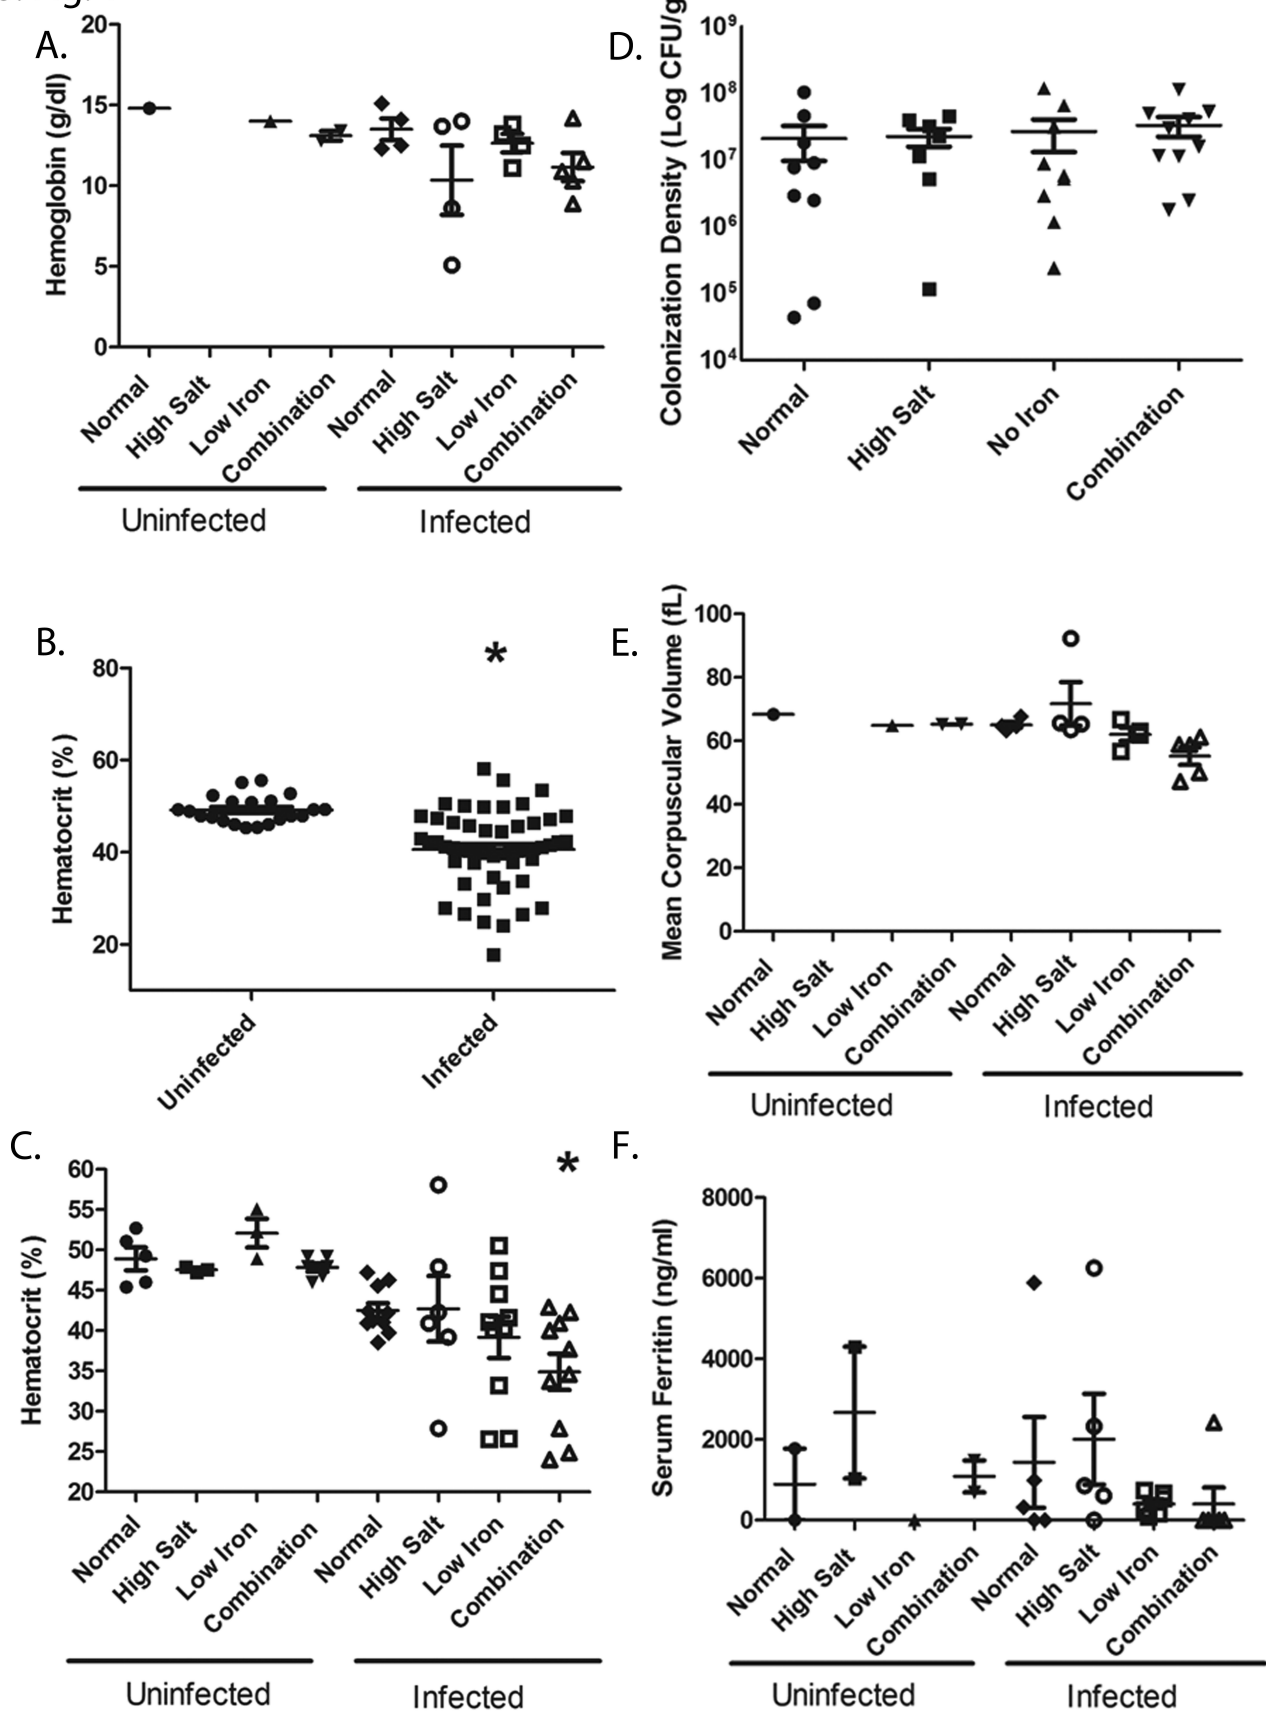 A.
Hemoglobin (g/dl)
20
15
10
5
0
Normal
High Salt
Low Iron
Combination
Normal
High Salt
Low Iron
Combination
Uninfected
Infected
D.
Colonization Density (Log CFU/g
10⁹
10⁸
10⁷
10⁶
10⁵
10⁴
Normal
High Salt
No Iron
Combination
B.
*
Hematocrit (%)
80
60
40
20
Uninfected
Infected
E.
Mean Corpuscular Volume (fL)
100
80
60
40
20
0
Normal
High Salt
Low Iron
Combination
Normal
High Salt
Low Iron
Combination
Uninfected
Infected
C.
*
Hematocrit (%)
60
55
50
45
40
35
30
25
20
Normal
High Salt
Low Iron
Combination
Normal
High Salt
Low Iron
Combination
Uninfected
Infected
F.
Serum Ferritin (ng/ml)
8000
6000
4000
2000
0
Normal
High Salt
Low Iron
Combination
Normal
High Salt
Low Iron
Combination
Uninfected
Infected